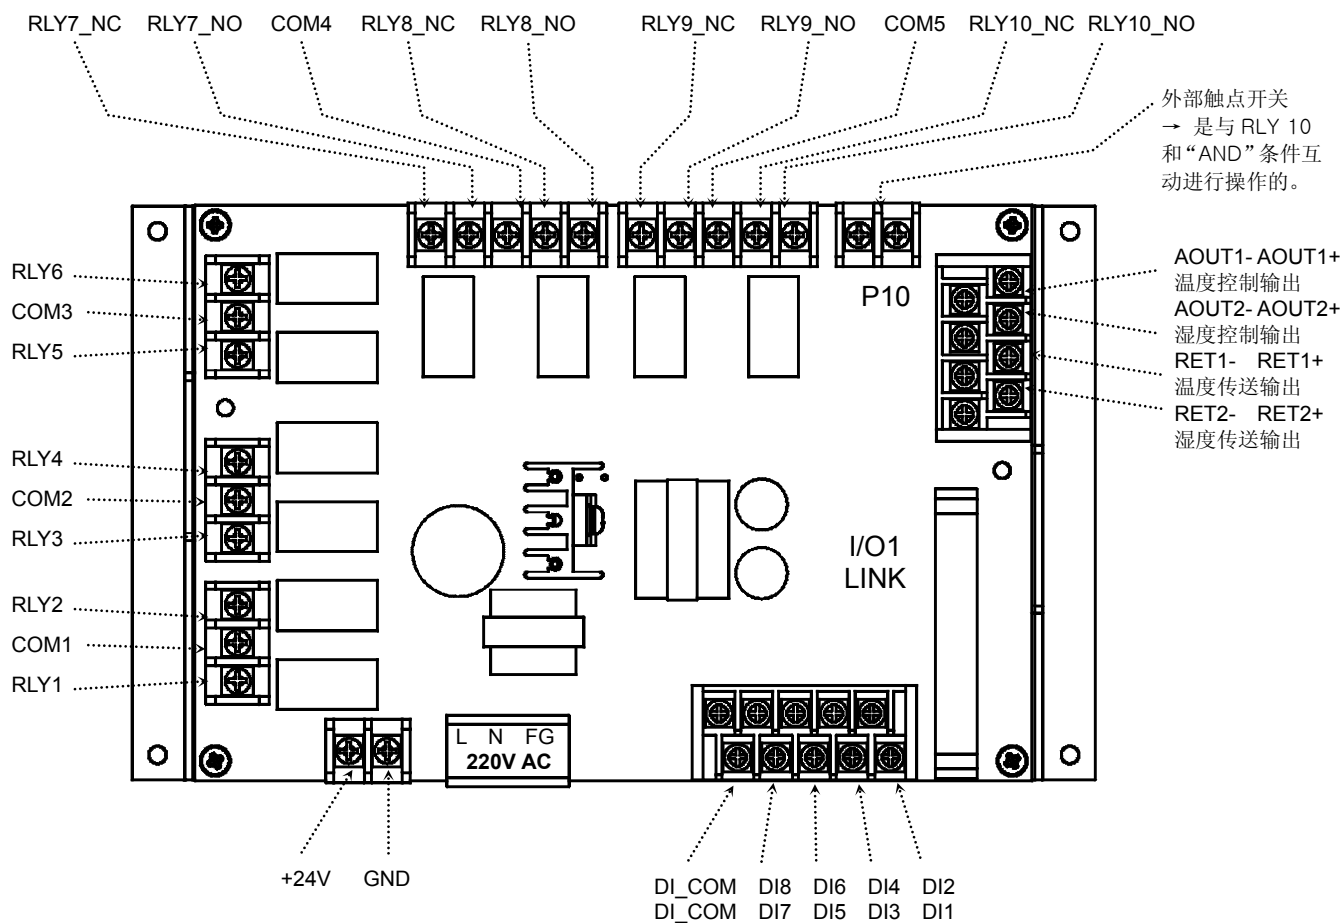 RLY7_NC RLY7_NO COM4 RLY8_NC RLY8_NO RLY9_NC RLY9_NO COM5 RLY10_NC RLY10_NO
外部触点开关
→ 是与 RLY 10
和“AND”条件互
动进行操作的。
RLY6
COM3
RLY5
P10
AOUT1- AOUT1+
温度控制输出
AOUT2- AOUT2+
湿度控制输出
RET1- RET1+
温度传送输出
RET2- RET2+
湿度传送输出
RLY4
COM2
RLY3
I/O1
LINK
RLY2
COM1
RLY1
L N FG
220V AC
+24V GND
DI_COM DI8 DI6 DI4 DI2
DI_COM DI7 DI5 DI3 DI1